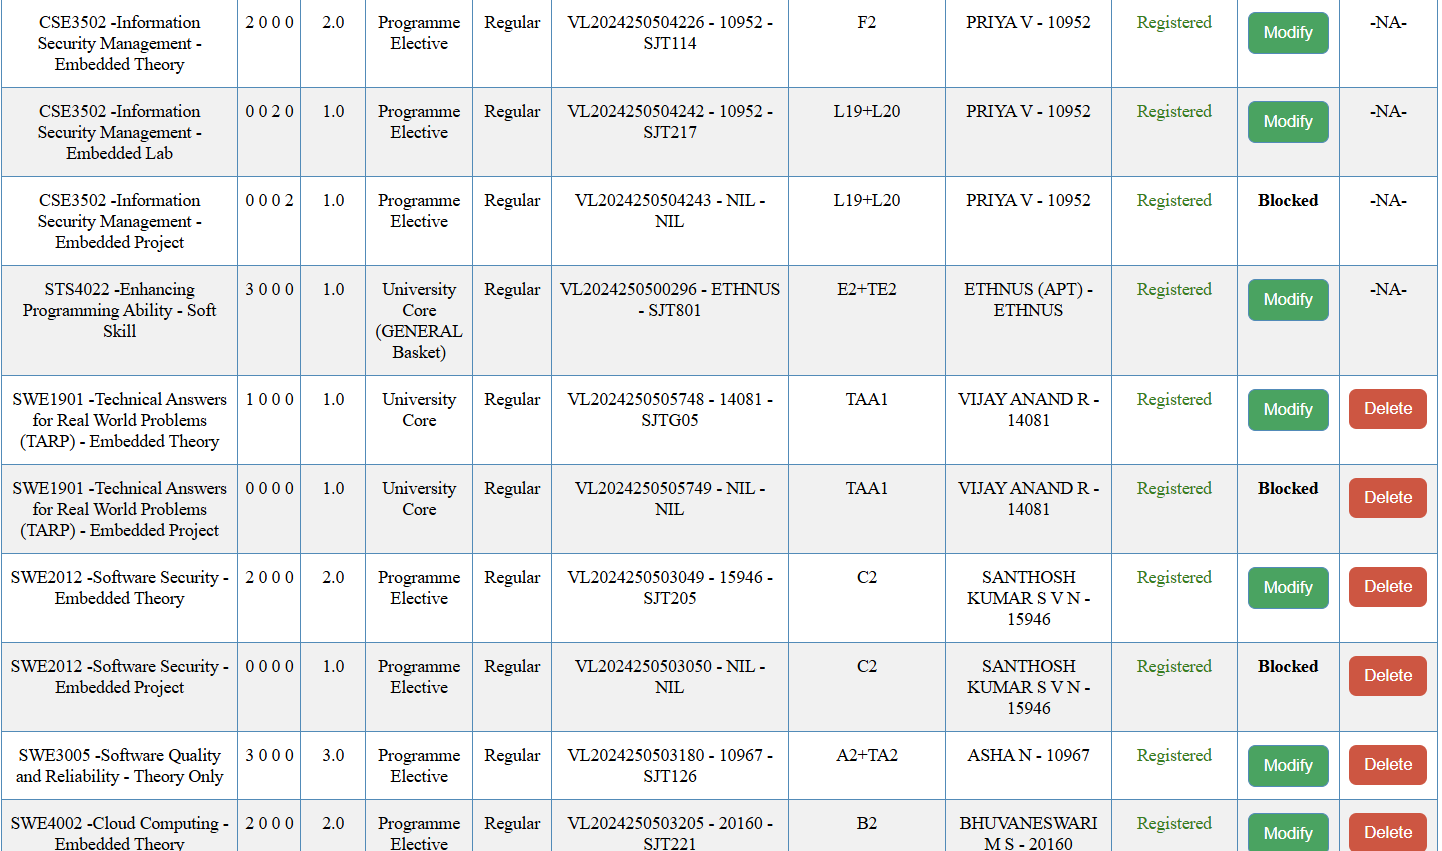 CSE3502 -Information Security Management - Embedded Theory 2 0 0 0 2.0 Programme Elective Regular VL2024250504226 - 10952 - SJT114 F2 PRIYA V - 10952 Registered Modify -NA-
CSE3502 -Information Security Management - Embedded Lab 0 0 2 0 1.0 Programme Elective Regular VL2024250504242 - 10952 - SJT217 L19+L20 PRIYA V - 10952 Registered Modify -NA-
CSE3502 -Information Security Management - Embedded Project 0 0 0 2 1.0 Programme Elective Regular VL2024250504243 - NIL - NIL L19+L20 PRIYA V - 10952 Registered Blocked -NA-
STS4022 -Enhancing Programming Ability - Soft Skill 3 0 0 0 1.0 University Core (GENERAL Basket) Regular VL2024250500296 - ETHNUS - SJT801 E2+TE2 ETHNUS (APT) - ETHNUS Registered Modify -NA-
SWE1901 -Technical Answers for Real World Problems (TARP) - Embedded Theory 1 0 0 0 1.0 University Core Regular VL2024250505748 - 14081 - SJTG05 TAA1 VIJAY ANAND R - 14081 Registered Modify Delete
SWE1901 -Technical Answers for Real World Problems (TARP) - Embedded Project 0 0 0 0 1.0 University Core Regular VL2024250505749 - NIL - NIL TAA1 VIJAY ANAND R - 14081 Registered Blocked Delete
SWE2012 -Software Security - Embedded Theory 2 0 0 0 2.0 Programme Elective Regular VL2024250503049 - 15946 - SJT205 C2 SANTHOSH KUMAR S V N - 15946 Registered Modify Delete
SWE2012 -Software Security - Embedded Project 0 0 0 0 1.0 Programme Elective Regular VL2024250503050 - NIL - NIL C2 SANTHOSH KUMAR S V N - 15946 Registered Blocked Delete
SWE3005 -Software Quality and Reliability - Theory Only 3 0 0 0 3.0 Programme Elective Regular VL2024250503180 - 10967 - SJT126 A2+TA2 ASHA N - 10967 Registered Modify Delete
SWE4002 -Cloud Computing - Embedded Theory 2 0 0 0 2.0 Programme Elective Regular VL2024250503205 - 20160 - SJT221 B2 BHUVANESWARI M S - 20160 Registered Modify Delete